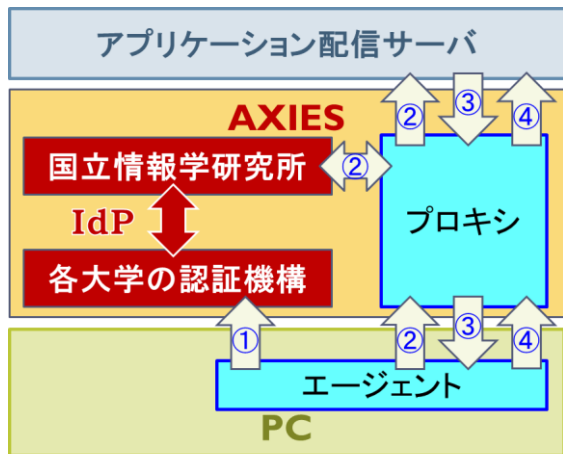 アプリケーション配信サーバ
② ③ ④
AXIES
国立情報学研究所
②
プロキシ
IdP
各大学の認証機構
① ② ③ ④
エージェント
PC